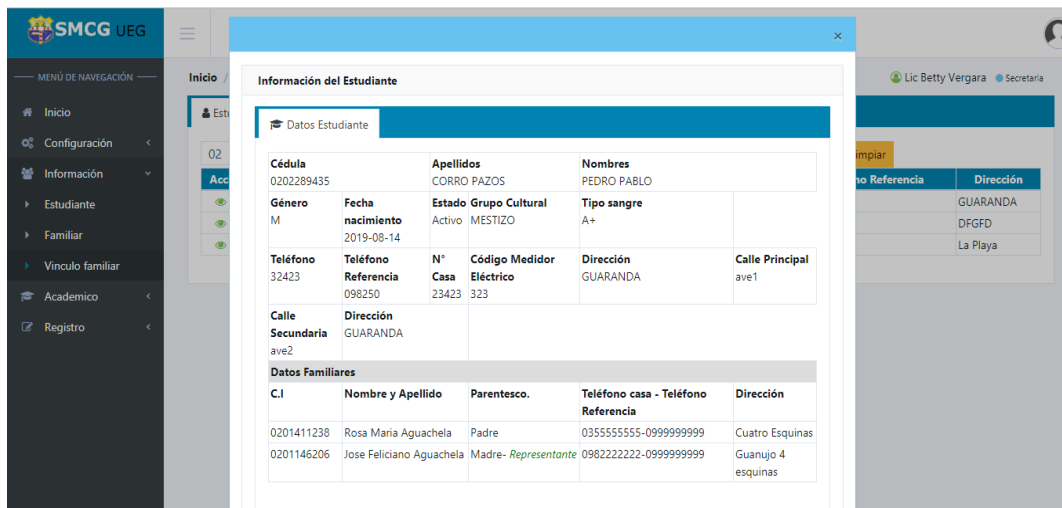 SMCG UEG
×
MENÚ DE NAVEGACIÓN
Inicio /
Información del Estudiante
Lic Betty Vergara Secretaria
Inicio
Configuración
Información
Estudiante
Familiar
Vinculo familiar
Academico
Registro
Datos Estudiante
02
Cédula Apellidos Nombres
0202289435 CORRO PAZOS PEDRO PABLO
Género Fecha Estado Grupo Cultural Tipo sangre
M nacimiento Activo MESTIZO A+
2019-08-14
Teléfono Teléfono N° Código Medidor Dirección Calle Principal
32423 Referencia Casa Eléctrico GUARANDA ave1
098250 23423 323
Calle Dirección
Secundaria GUARANDA
ave2
Datos Familiares
C.I Nombre y Apellido Parentesco. Teléfono casa - Teléfono Dirección
Referencia
0201411238 Rosa Maria Aguachela Padre 0355555555-0999999999 Cuatro Esquinas
0201146206 Jose Feliciano Aguachela Madre- Representante 0982222222-0999999999 Guanujo 4
esquinas
Referencia Dirección
GUARANDA
DFGFD
La Playa